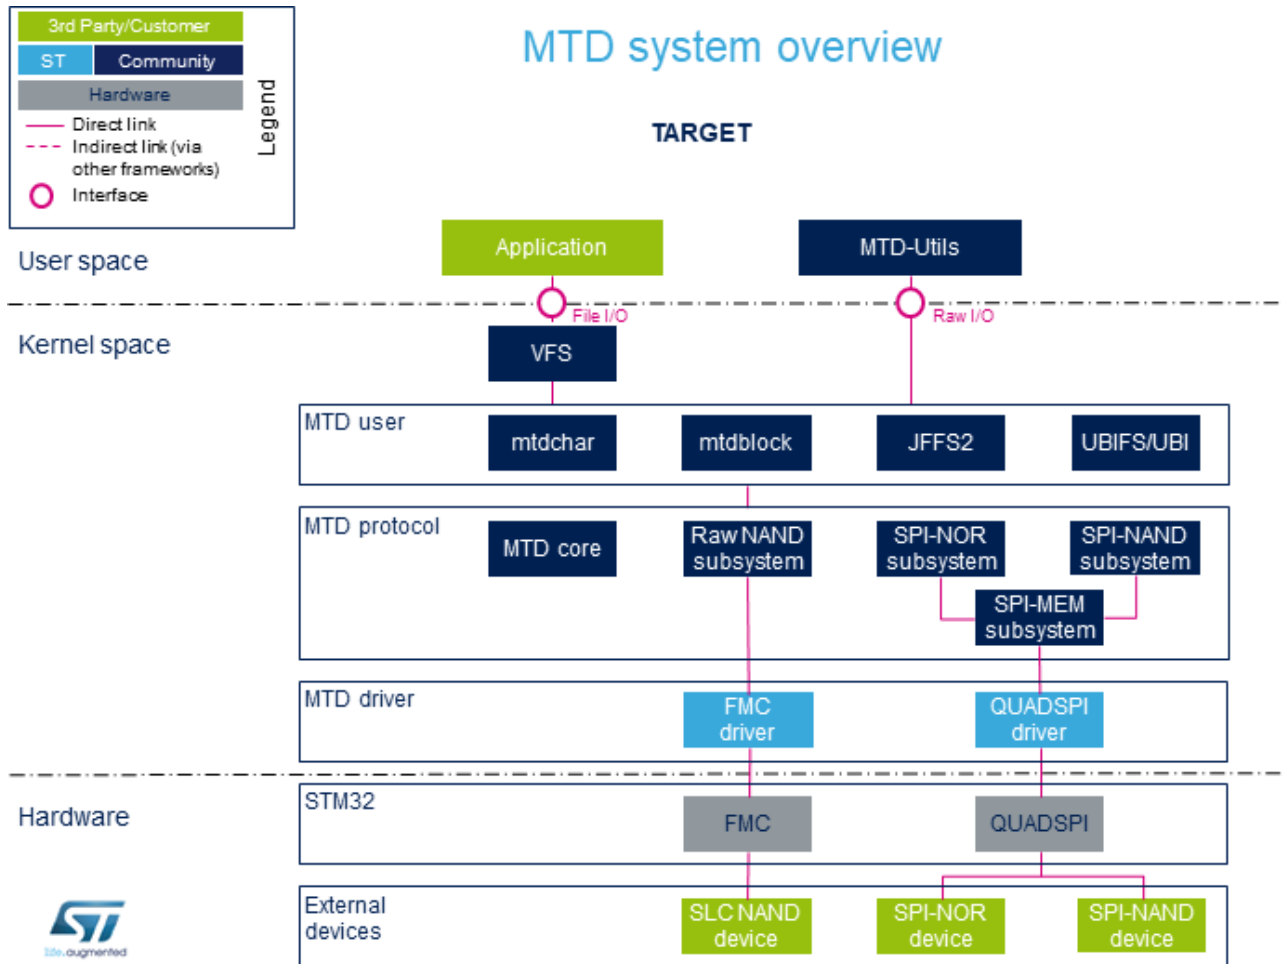 3rd Party/Customer
ST Community
Hardware
Direct link
Indirect link (via
other frameworks)
Interface
Legend
MTD system overview
TARGET
User space
Application
MTD-Utils
File I/O
Raw I/O
Kernel space
VFS
MTD user
mtdchar
mtdblock
JFFS2
UBIFS/UBI
MTD protocol
MTD core
Raw NAND
subsystem
SPI-NOR
subsystem
SPI-NAND
subsystem
SPI-MEM
subsystem
MTD driver
FMC
driver
QUADSPI
driver
Hardware
STM32
FMC
QUADSPI
External
devices
SLC NAND
device
SPI-NOR
device
SPI-NAND
device
ST
life.augmented